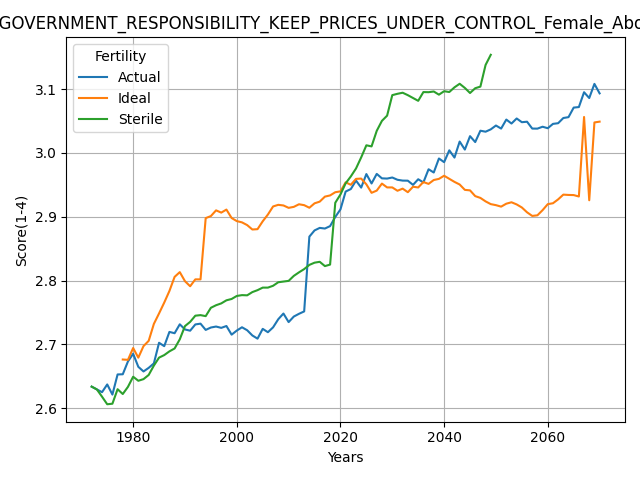 GOVERNMENT_RESPONSIBILITY_KEEP_PRICES_UNDER_CONTROL_Female_Abo
Fertility
Actual
Ideal
Sterile
Score(1-4)
3.1
3.0
2.9
2.8
2.7
2.6
1980 2000 2020 2040 2060
Years